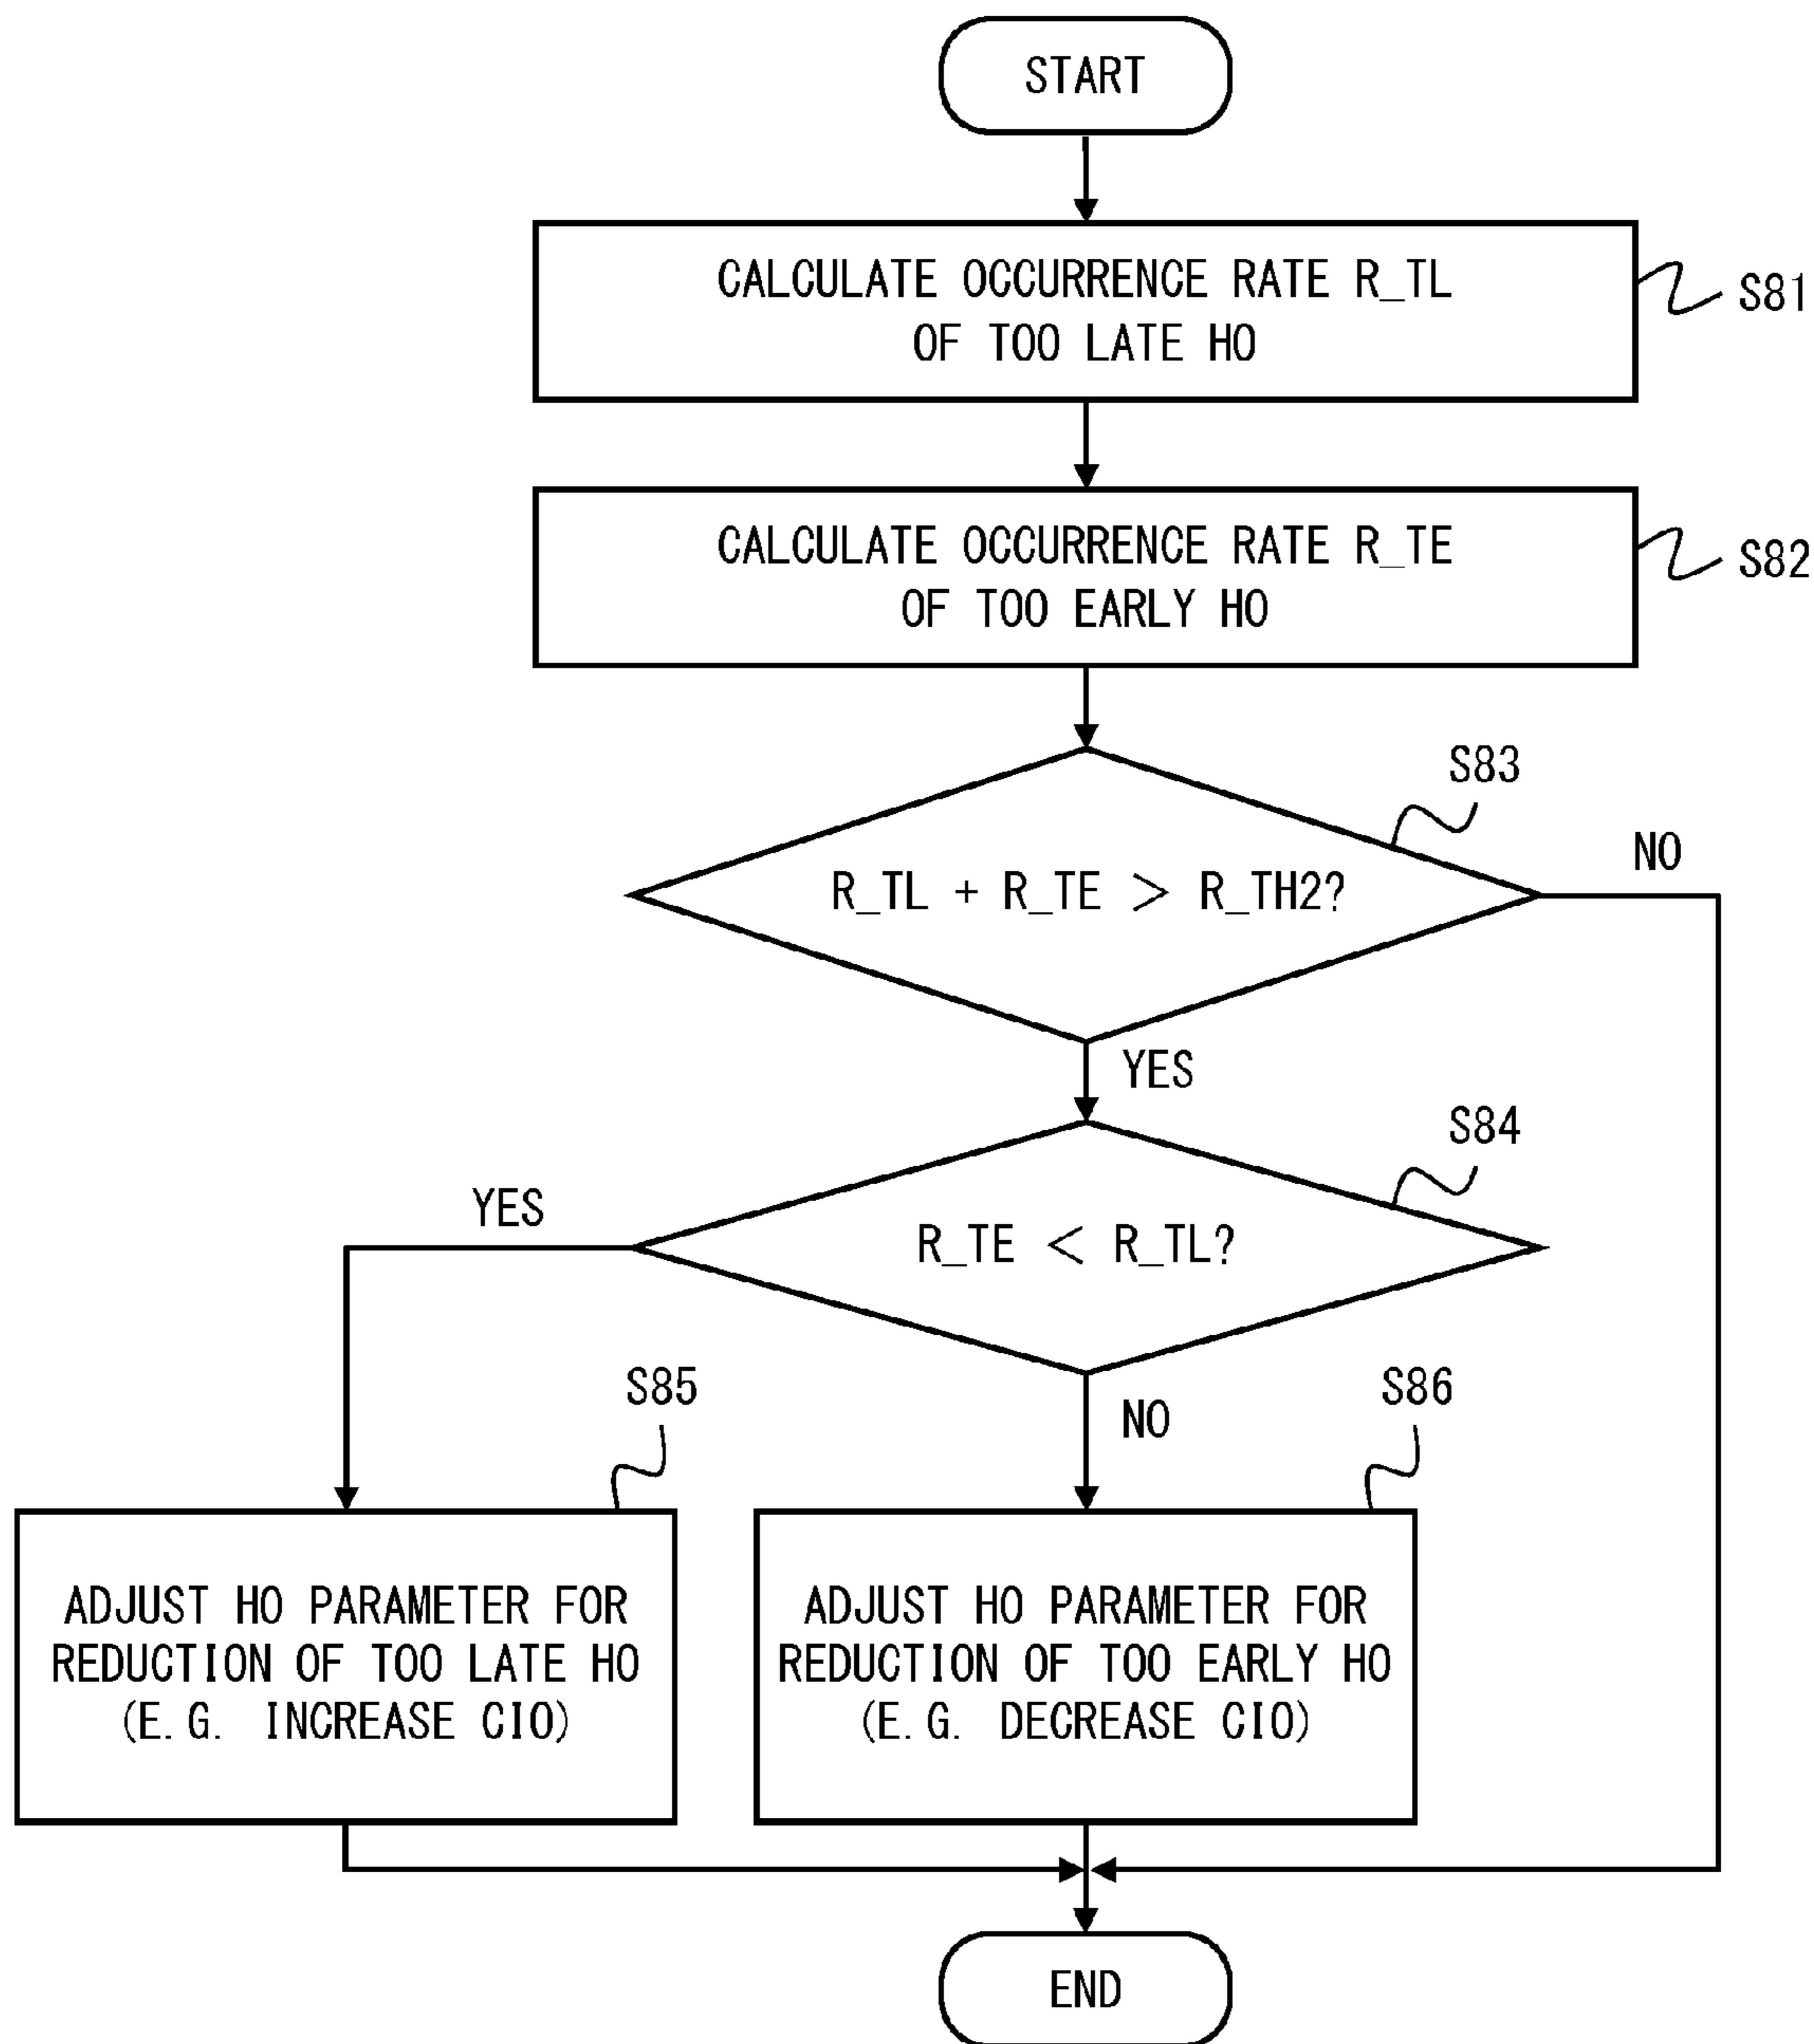 START
CALCULATE OCCURRENCE RATE R_TL
OF TOO LATE HO
S81
CALCULATE OCCURRENCE RATE R_TE
OF TOO EARLY HO
S82
S83
R_TL + R_TE > R_TH2?
NO
YES
S84
R_TE < R_TL?
YES
NO
S85
ADJUST HO PARAMETER FOR
REDUCTION OF TOO LATE HO
(E.G. INCREASE CIO)
S86
ADJUST HO PARAMETER FOR
REDUCTION OF TOO EARLY HO
(E.G. DECREASE CIO)
END